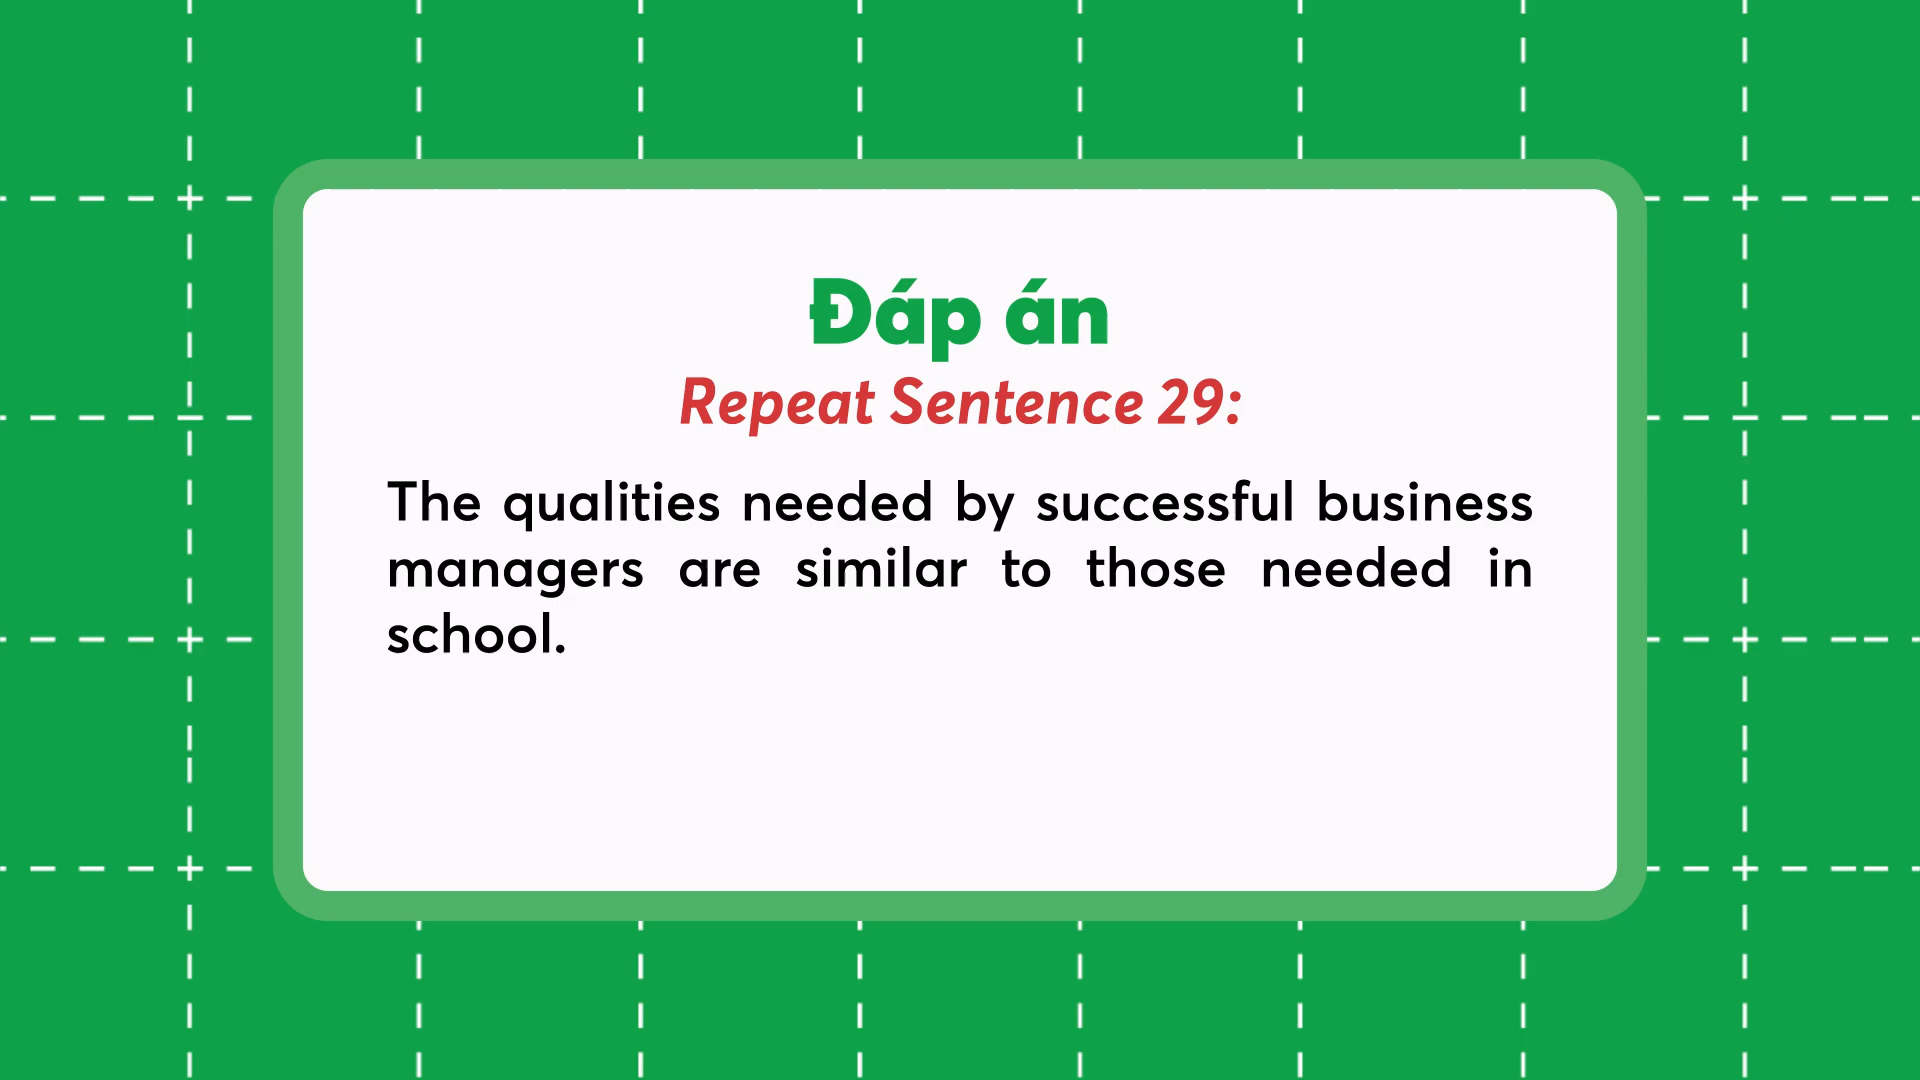 Đáp án
Repeat Sentence 29:
The qualities needed by successful business
managers are similar to those needed in
school.